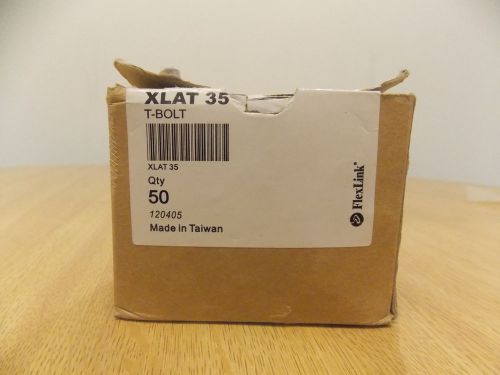 XLAT 35
T-BOLT
XLAT 35
Qty
50
120405
Made in Taiwan
FlexLink®